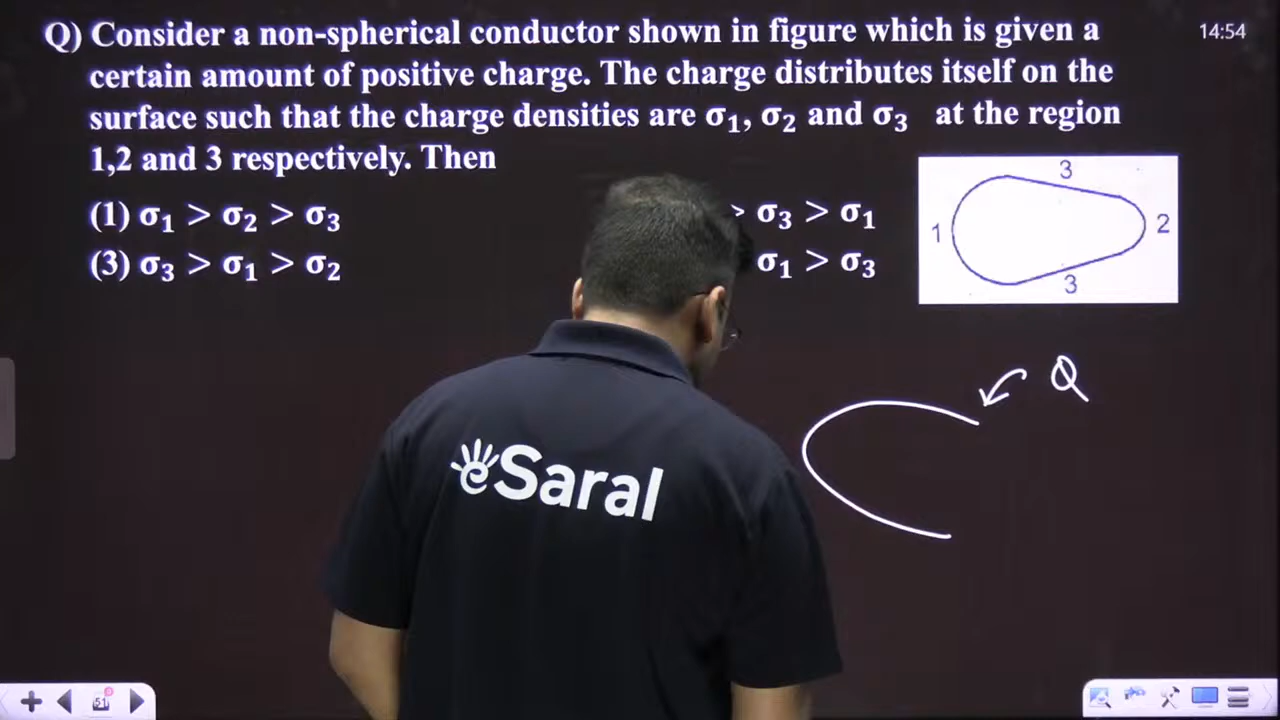 Q) Consider a non-spherical conductor shown in figure which is given a
14:54
certain amount of positive charge. The charge distributes itself on the
surface such that the charge densities are σ₁, σ₂ and σ₃ at the region
1,2 and 3 respectively. Then
(1) σ₁ > σ₂ > σ₃
> σ₃ > σ₁
(3) σ₃ > σ₁ > σ₂
σ₁ > σ₃
3
1
2
3
Q
eSaral
51